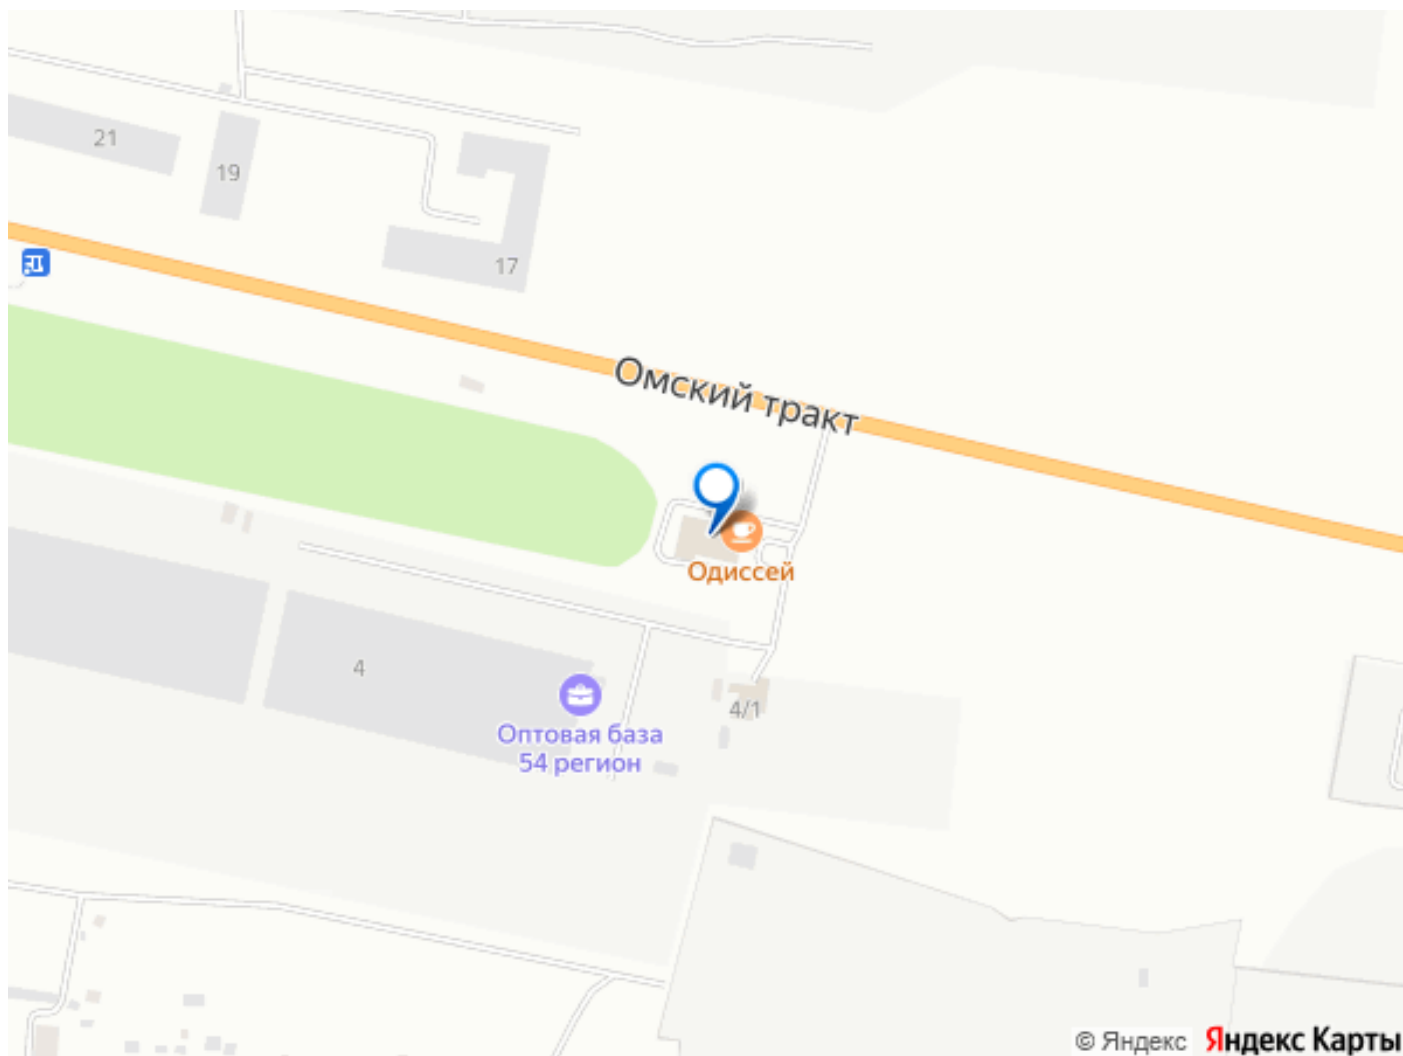 21
19
17
Омский тракт
Одиссей
4
4/1
Оптовая база
54 регион
© Яндекс Яндекс Карты